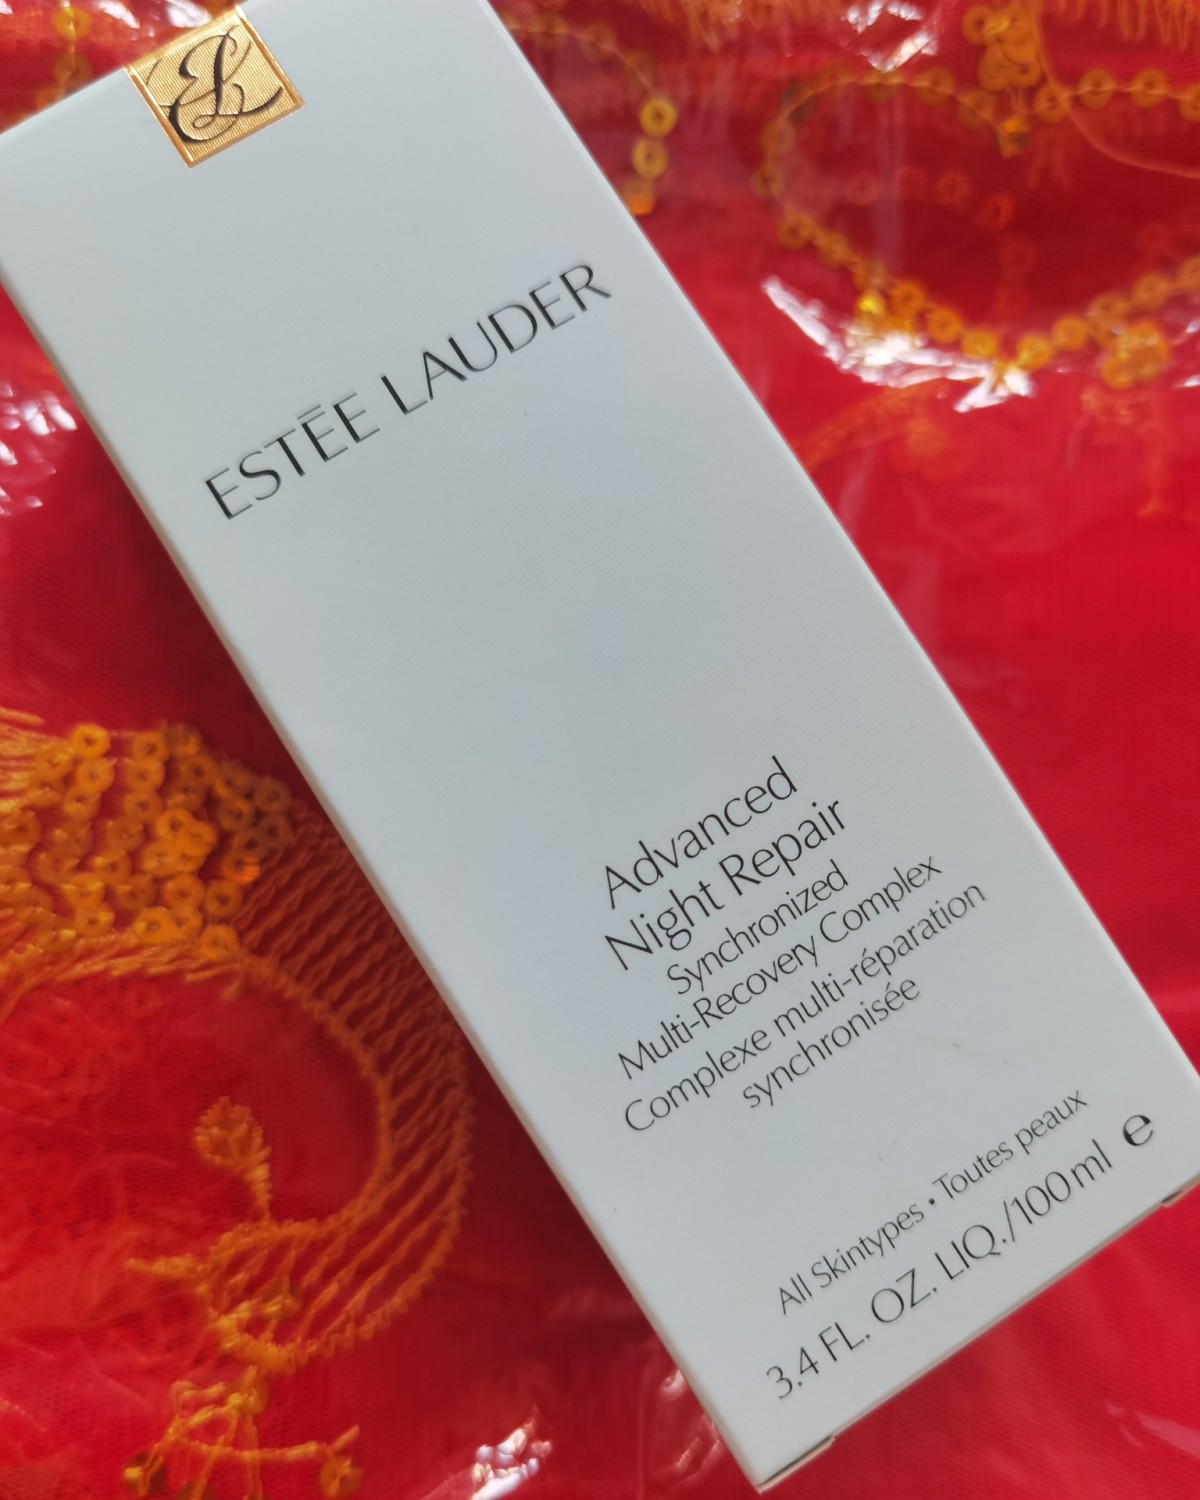 EL
ESTĒE LAUDER
Advanced
Night Repair
Synchronized
Multi-Recovery Complex
Complexe multi-réparation
synchronisée
All Skintypes • Toutes peaux
3.4 FL. OZ. LIQ./100ml ℮